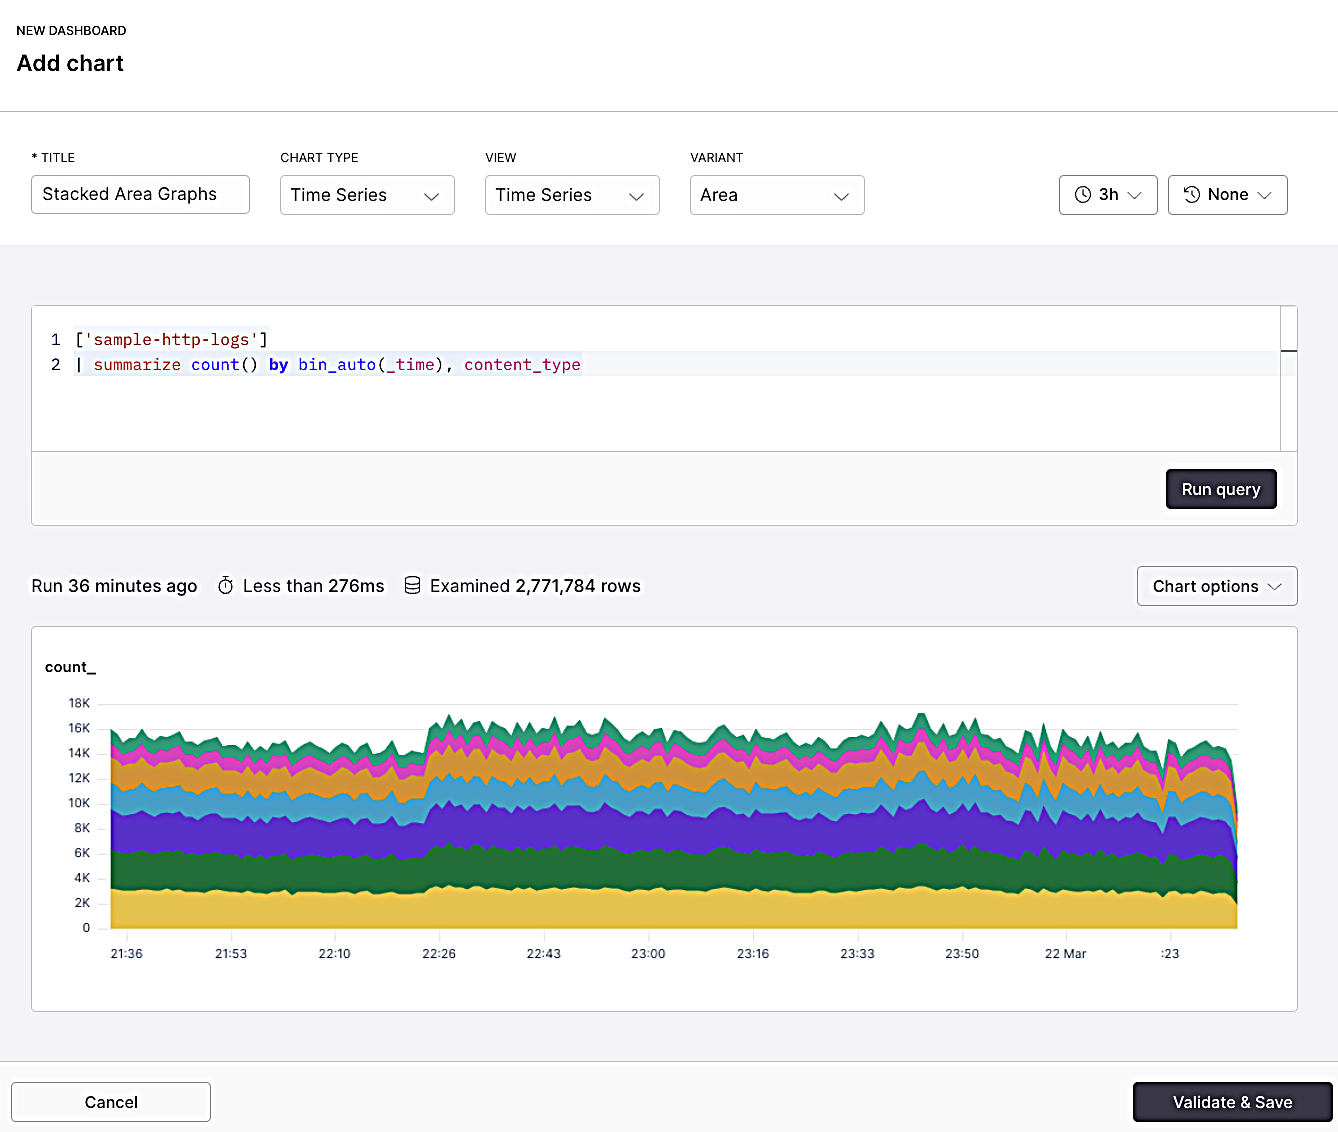 NEW DASHBOARD
Add chart
* TITLE
CHART TYPE
VIEW
VARIANT
Stacked Area Graphs
Time Series
Time Series
Area
3h
None
1 ['sample-http-logs']
2 | summarize count() by bin_auto(_time), content_type
Run query
Run 36 minutes ago
Less than 276ms
Examined 2,771,784 rows
Chart options
count_
18K
16K
14K
12K
10K
8K
6K
4K
2K
0
21:36 21:53 22:10 22:26 22:43 23:00 23:16 23:33 23:50 22 Mar :23
Cancel
Validate & Save